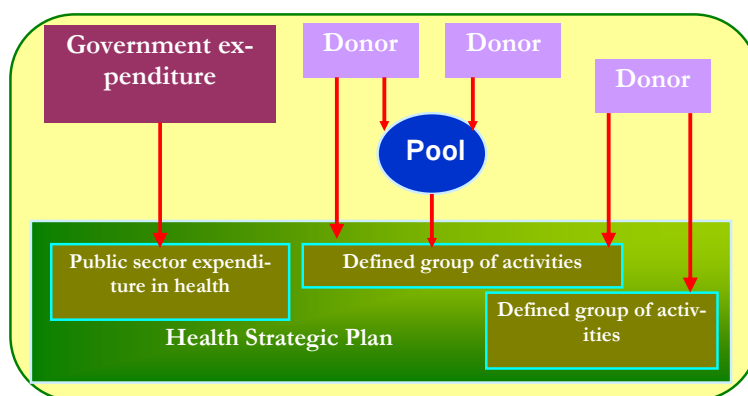 Government ex-
penditure
Donor
Donor
Donor
Pool
Public sector expendi-
ture in health
Defined group of activities
Defined group of activ-
ities
Health Strategic Plan